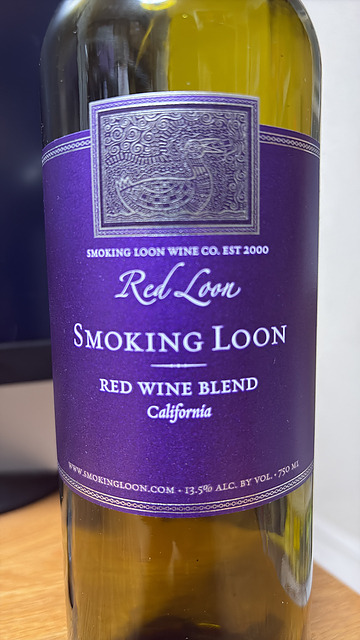 SMOKING LOON WINE CO. EST 2000
Red Loon
SMOKING LOON
RED WINE BLEND
California
WWW.SMOKINGLOON.COM • 13.5% ALC. BY VOL. • 750 ML